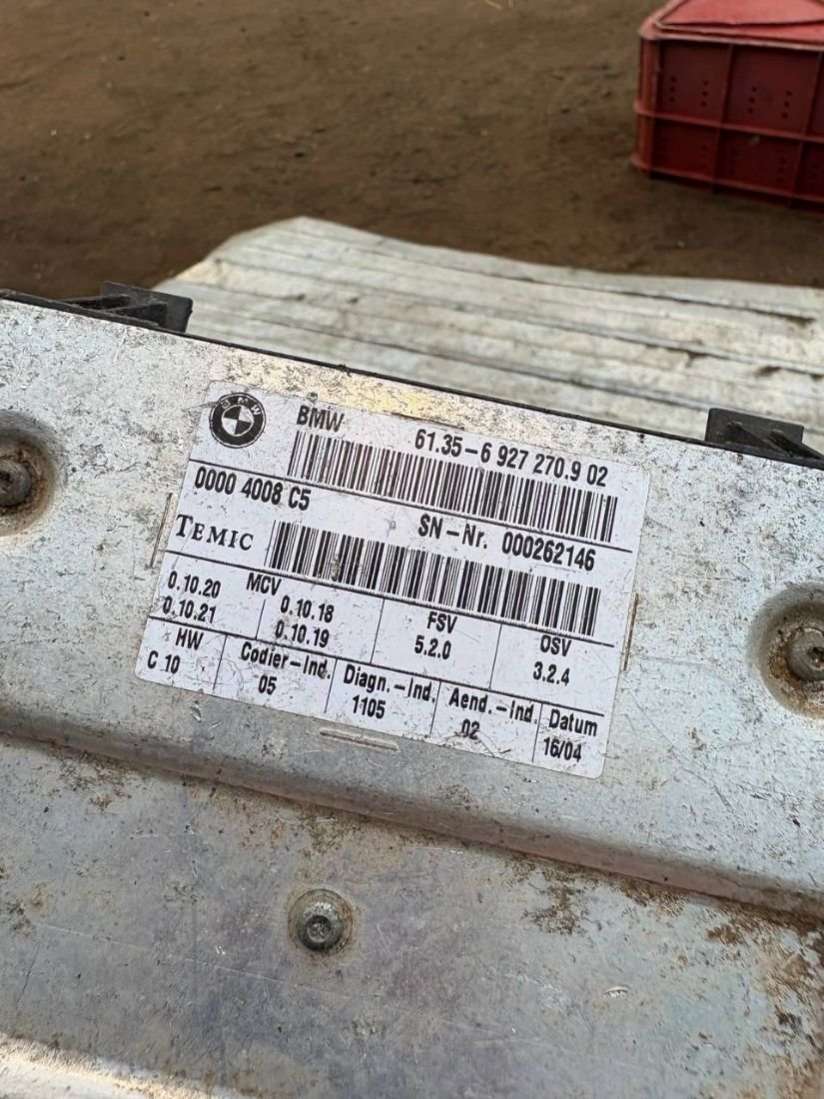 BMW
BMW 61.35-6 927 270.9 02
0000 4008 C5
SN-Nr. 000262146
TEMIC
0.10.20 MCV 0.10.18 FSV OSV
0.10.21 0.10.19 5.2.0 3.2.4
HW Codier-Ind. Diagn.-Ind. Aend.-Ind. Datum
C 10 05 1105 02 16/04